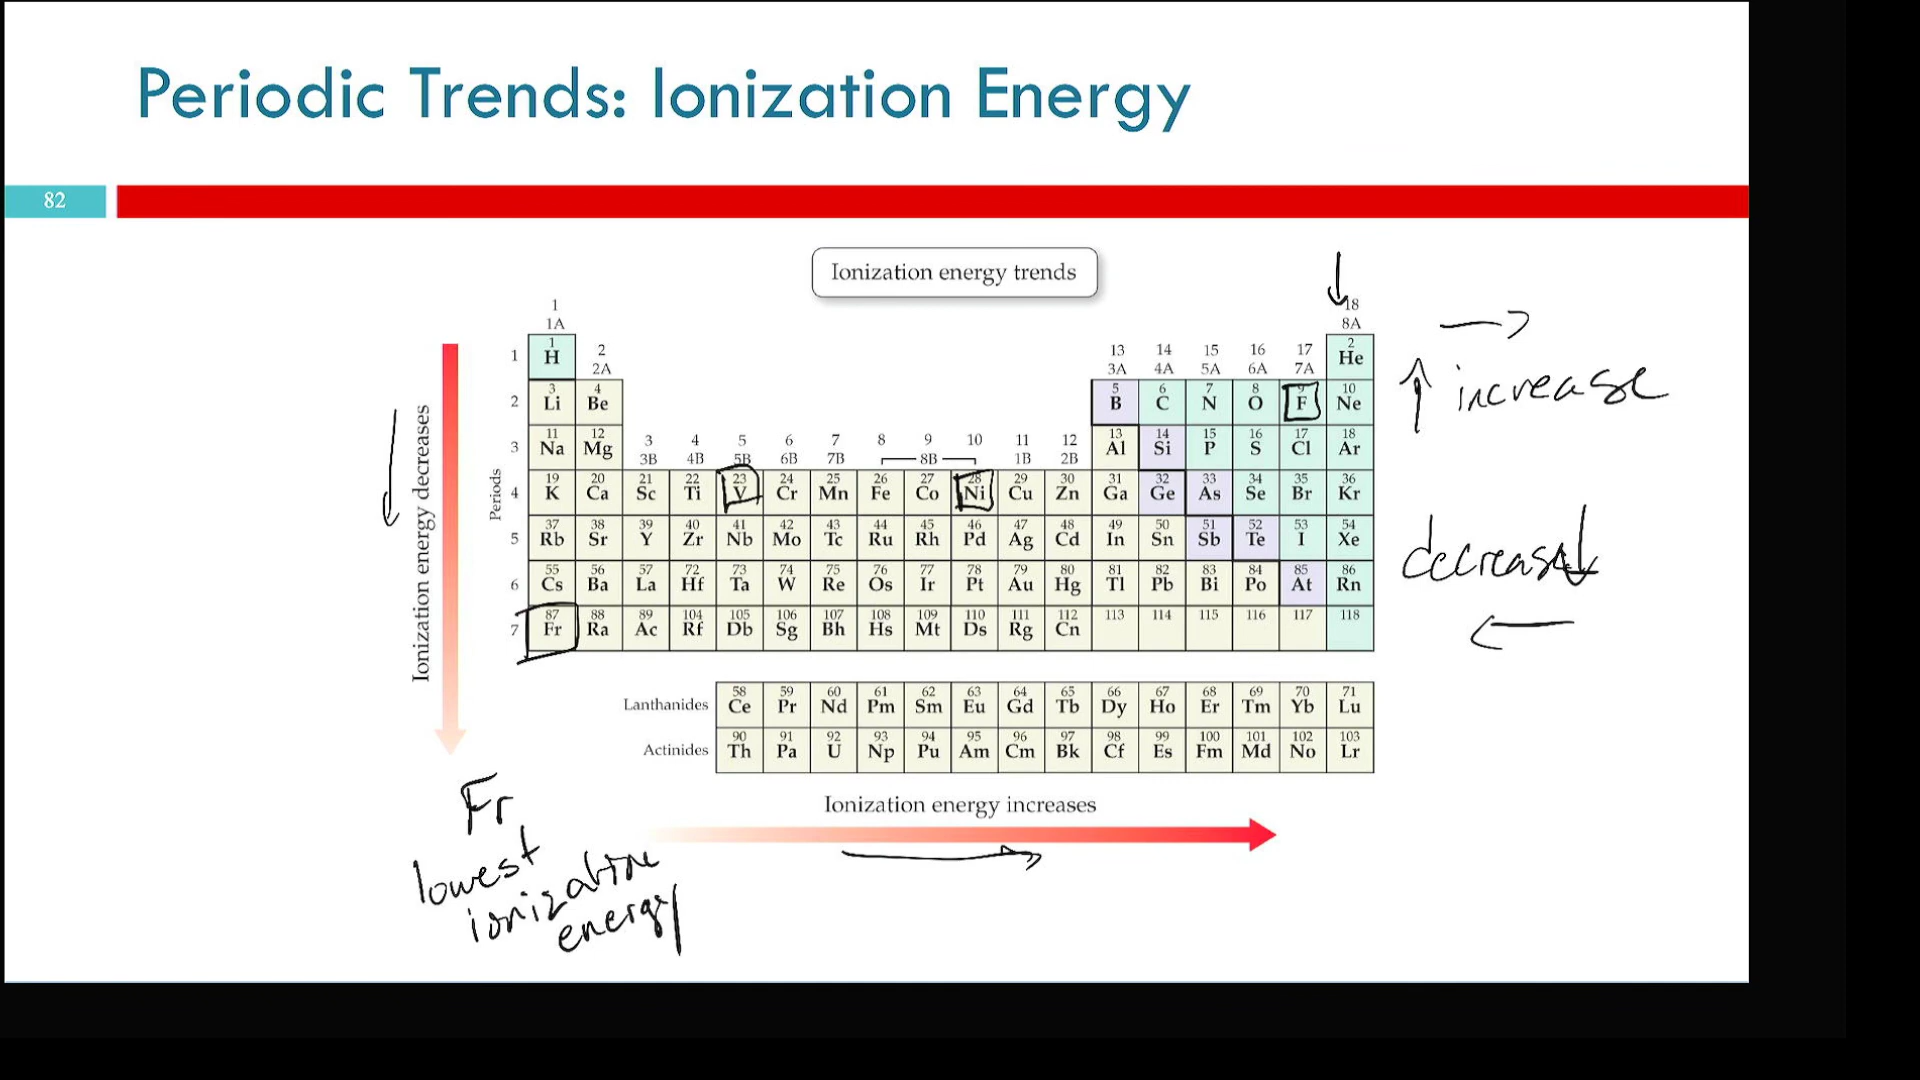 Periodic Trends: Ionization Energy
82
Ionization energy trends
1 18
1A 8A
1 2 13 14 15 16 17 2
1 H 2A 3A 4A 5A 6A 7A He
3 4 5 6 7 8 9 10
2 Li Be B C N O F Ne
11 12 3 4 5 6 7 8 9 10 11 12 13 14 15 16 17 18
3 Na Mg 3B 4B 5B 6B 7B 8B 1B 2B Al Si P S Cl Ar
19 20 21 22 23 24 25 26 27 28 29 30 31 32 33 34 35 36
4 K Ca Sc Ti V Cr Mn Fe Co Ni Cu Zn Ga Ge As Se Br Kr
37 38 39 40 41 42 43 44 45 46 47 48 49 50 51 52 53 54
5 Rb Sr Y Zr Nb Mo Tc Ru Rh Pd Ag Cd In Sn Sb Te I Xe
55 56 57 72 73 74 75 76 77 78 79 80 81 82 83 84 85 86
6 Cs Ba La Hf Ta W Re Os Ir Pt Au Hg Tl Pb Bi Po At Rn
87 88 89 104 105 106 107 108 109 110 111 112 113 114 115 116 117 118
7 Fr Ra Ac Rf Db Sg Bh Hs Mt Ds Rg Cn
Periods
Ionization energy decreases
increase
decrease
58 59 60 61 62 63 64 65 66 67 68 69 70 71
Lanthanides Ce Pr Nd Pm Sm Eu Gd Tb Dy Ho Er Tm Yb Lu
90 91 92 93 94 95 96 97 98 99 100 101 102 103
Actinides Th Pa U Np Pu Am Cm Bk Cf Es Fm Md No Lr
Ionization energy increases
Fr
lowest
ionization
energy